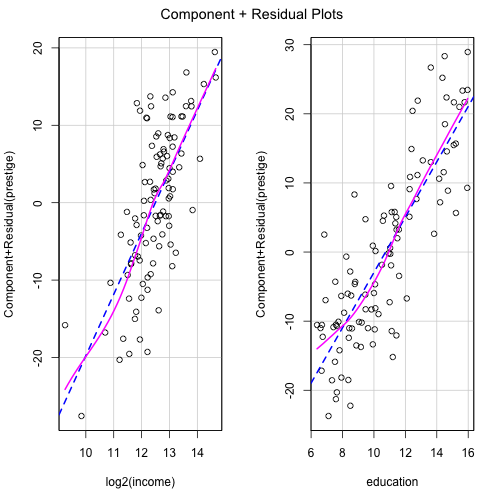 Component + Residual Plots
Component+Residual(prestige)
20
10
0
-10
-20
10 11 12 13 14
log2(income)
Component+Residual(prestige)
30
20
10
0
-10
-20
6 8 10 12 14 16
education